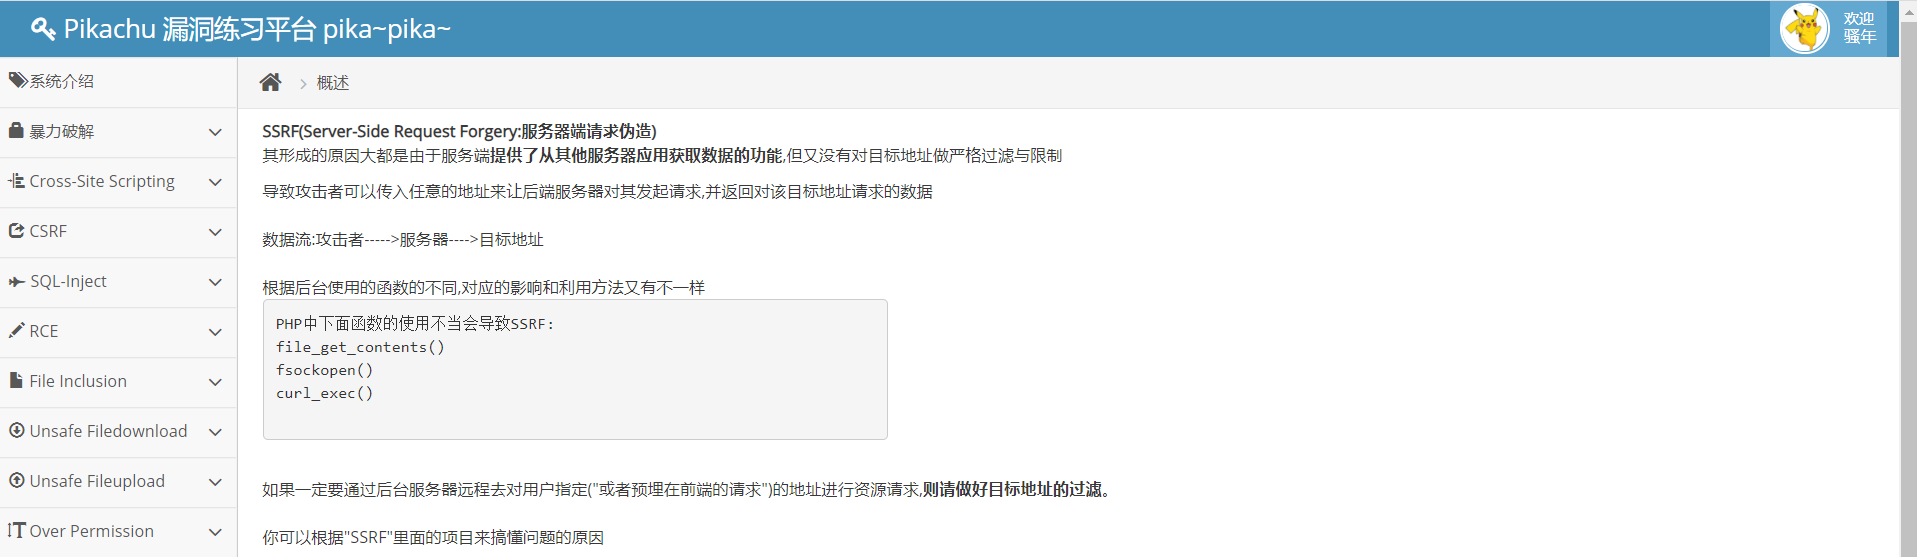 Pikachu 漏洞练习平台 pika~pika~
欢迎
骚年
系统介绍
暴力破解
Cross-Site Scripting
CSRF
SQL-Inject
RCE
File Inclusion
Unsafe Filedownload
Unsafe Fileupload
Over Permission
概述
SSRF(Server-Side Request Forgery:服务器端请求伪造)
其形成的原因大都是由于服务端提供了从其他服务器应用获取数据的功能,但又没有对目标地址做严格过滤与限制
导致攻击者可以传入任意的地址来让后端服务器对其发起请求,并返回对该目标地址请求的数据
数据流:攻击者----->服务器---->目标地址
根据后台使用的函数的不同,对应的影响和利用方法又有不一样
PHP中下面函数的使用不当会导致SSRF:
file_get_contents()
fsockopen()
curl_exec()
如果一定要通过后台服务器远程去对用户指定("或者预埋在前端的请求")的地址进行资源请求,则请做好目标地址的过滤。
你可以根据"SSRF"里面的项目来搞懂问题的原因